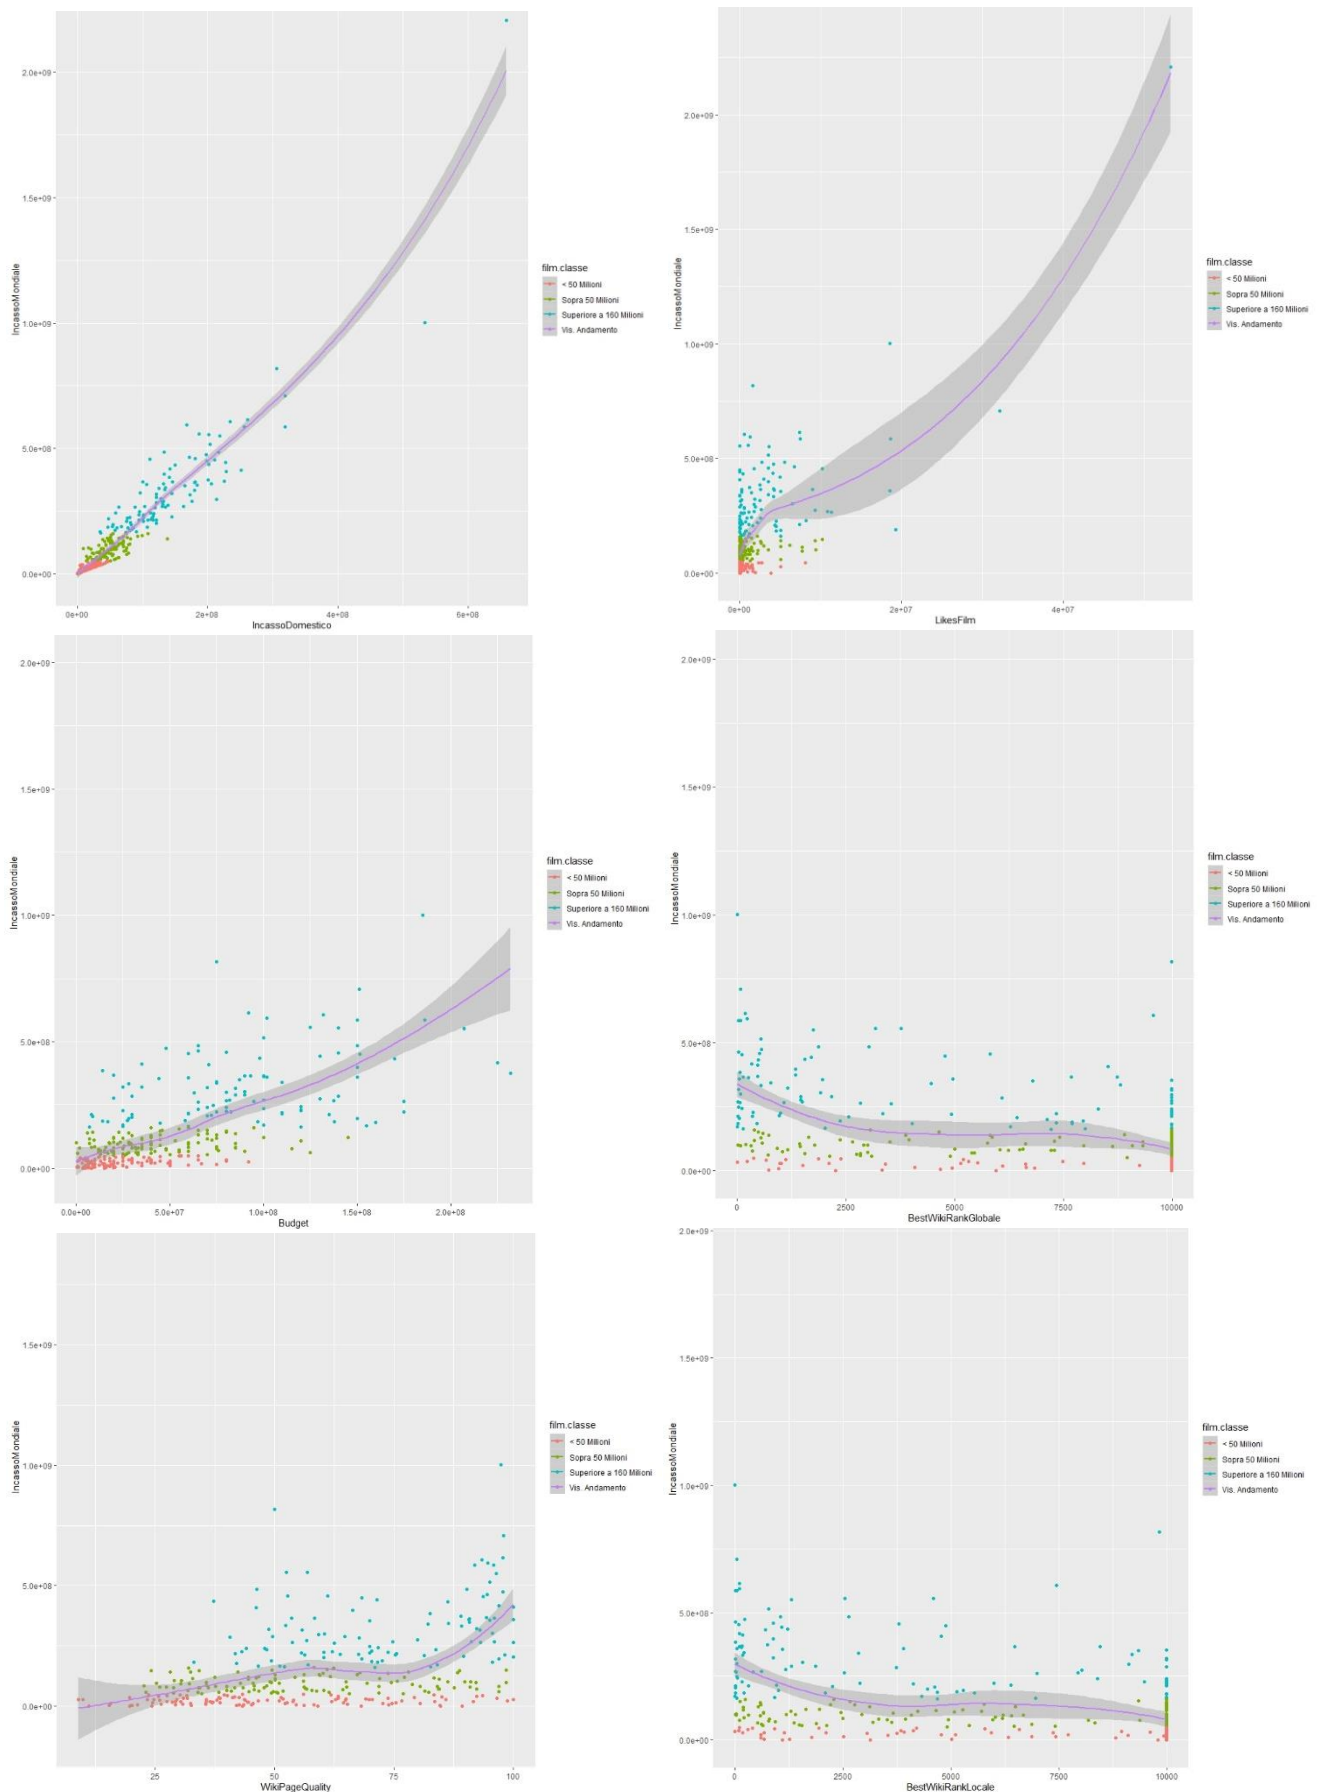 2.0e+09
1.5e+09
1.0e+09
5.0e+08
0.0e+00
IncassoMondiale
0e+00 2e+08 4e+08 6e+08
IncassoDomestico
film.classe
< 50 Milioni
Sopra 50 Milioni
Superiore a 160 Milioni
Vis. Andamento
2.0e+09
1.5e+09
1.0e+09
5.0e+08
0.0e+00
IncassoMondiale
0e+00 2e+07 4e+07
LikesFilm
film.classe
< 50 Milioni
Sopra 50 Milioni
Superiore a 160 Milioni
Vis. Andamento
2.0e+09
1.5e+09
1.0e+09
5.0e+08
0.0e+00
IncassoMondiale
0.0e+00 5.0e+07 1.0e+08 1.5e+08 2.0e+08
Budget
film.classe
< 50 Milioni
Sopra 50 Milioni
Superiore a 160 Milioni
Vis. Andamento
2.0e+09
1.5e+09
1.0e+09
5.0e+08
0.0e+00
IncassoMondiale
0 2500 5000 7500 10000
BestWikiRankGlobale
film.classe
< 50 Milioni
Sopra 50 Milioni
Superiore a 160 Milioni
Vis. Andamento
1.5e+09
1.0e+09
5.0e+08
0.0e+00
IncassoMondiale
25 50 75 100
WikiPageQuality
film.classe
< 50 Milioni
Sopra 50 Milioni
Superiore a 160 Milioni
Vis. Andamento
2.0e+09
1.5e+09
1.0e+09
5.0e+08
0.0e+00
IncassoMondiale
0 2500 5000 7500 10000
BestWikiRankLocale
film.classe
< 50 Milioni
Sopra 50 Milioni
Superiore a 160 Milioni
Vis. Andamento